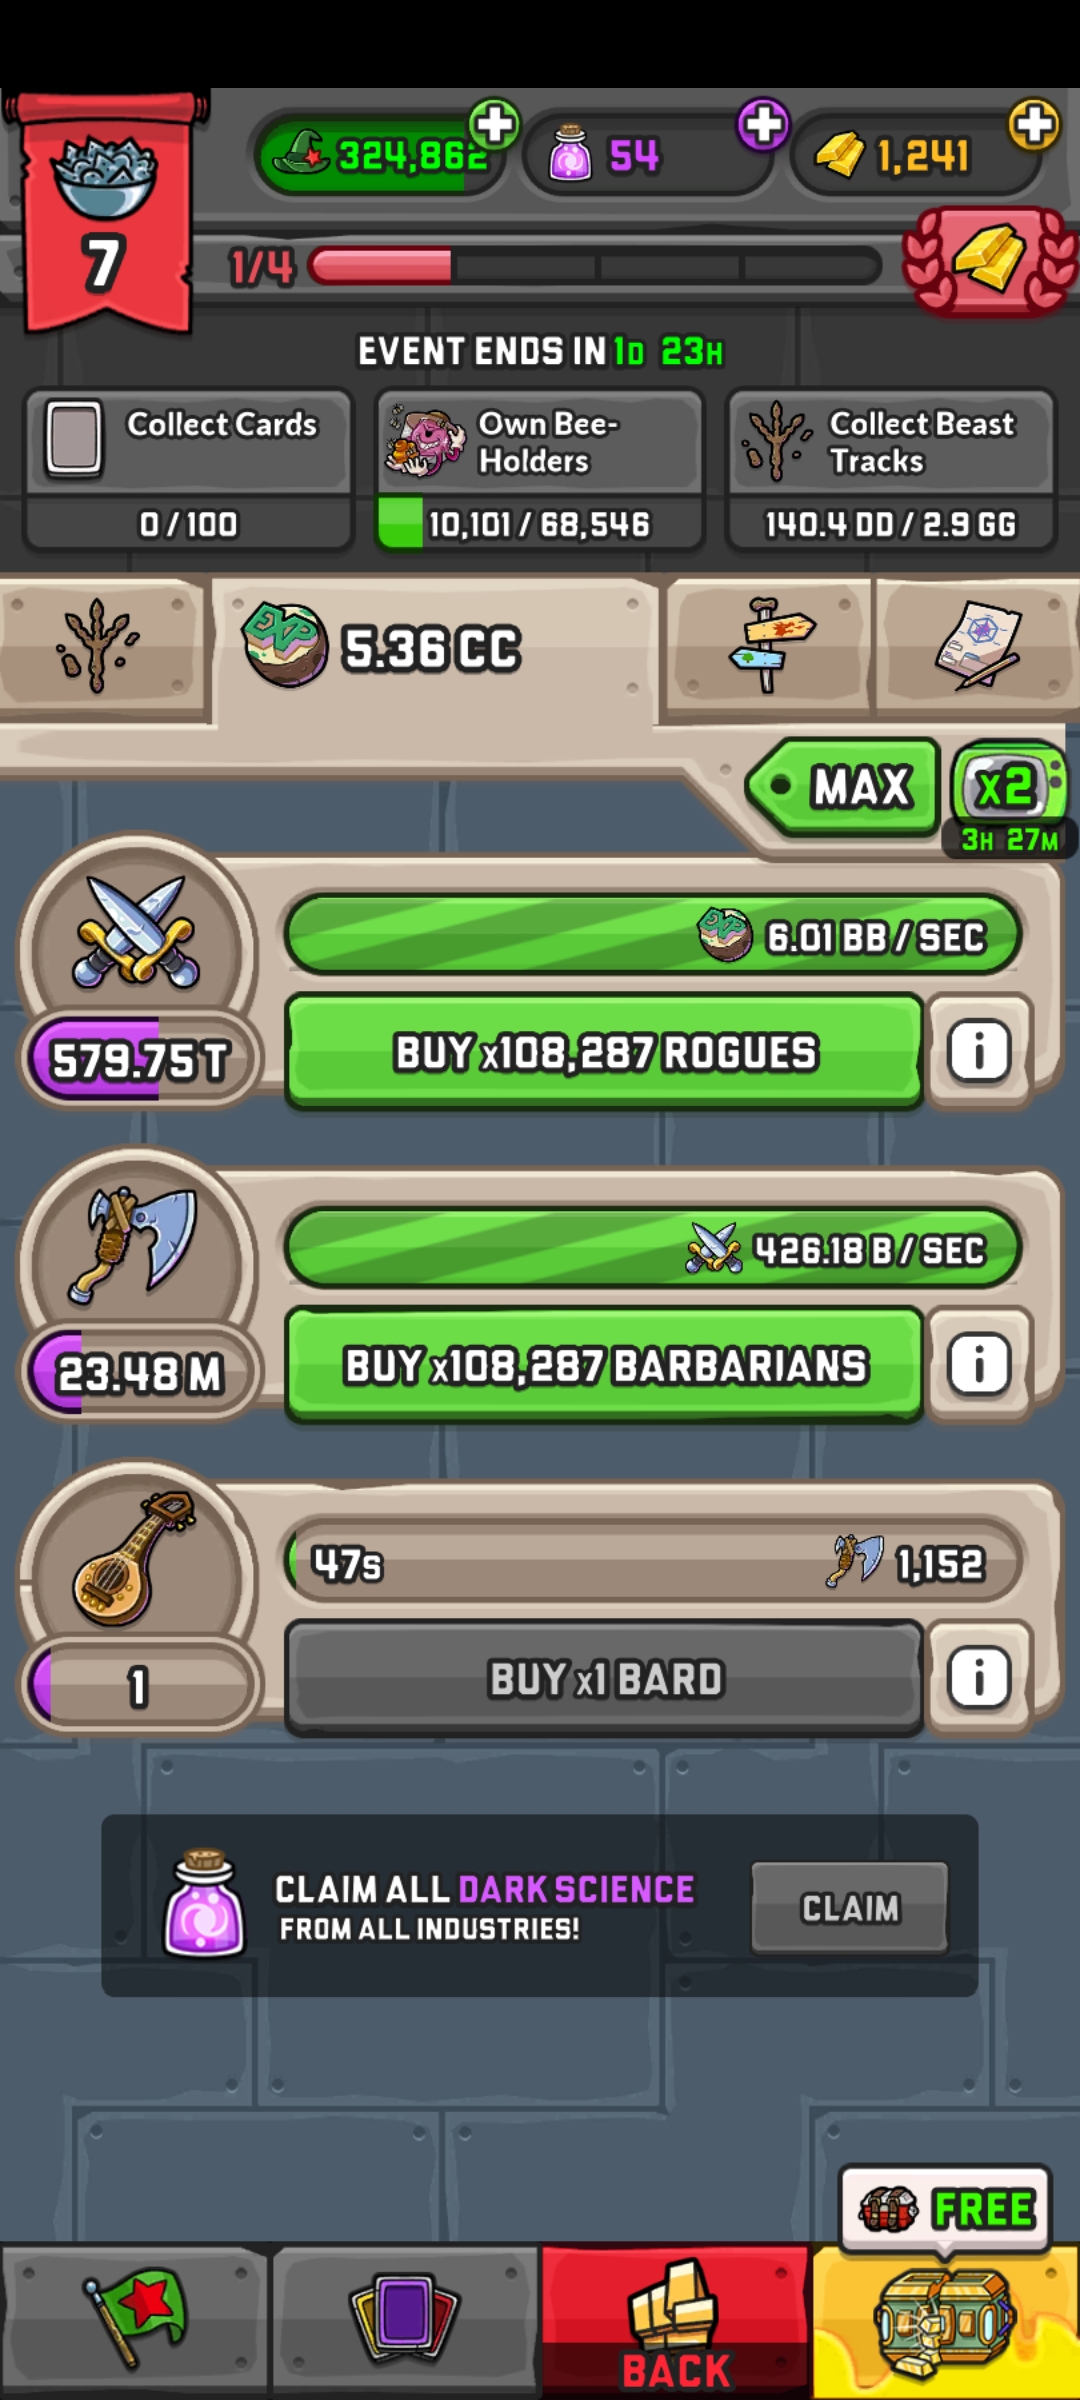 324,862
54
1,241
7
1/4
EVENT ENDS IN 1D 23H
Collect Cards
0 / 100
Own Bee-
Holders
10,101 / 68,546
Collect Beast
Tracks
140.4 DD / 2.9 GG
EXP
5.36 CC
MAX
x2
3H 27M
EXP
6.01 BB / SEC
579.75 T
BUY x108,287 ROGUES
i
426.18 B / SEC
23.48 M
BUY x108,287 BARBARIANS
i
47s
1,152
1
BUY x1 BARD
i
CLAIM ALL DARK SCIENCE
FROM ALL INDUSTRIES!
CLAIM
FREE
BACK